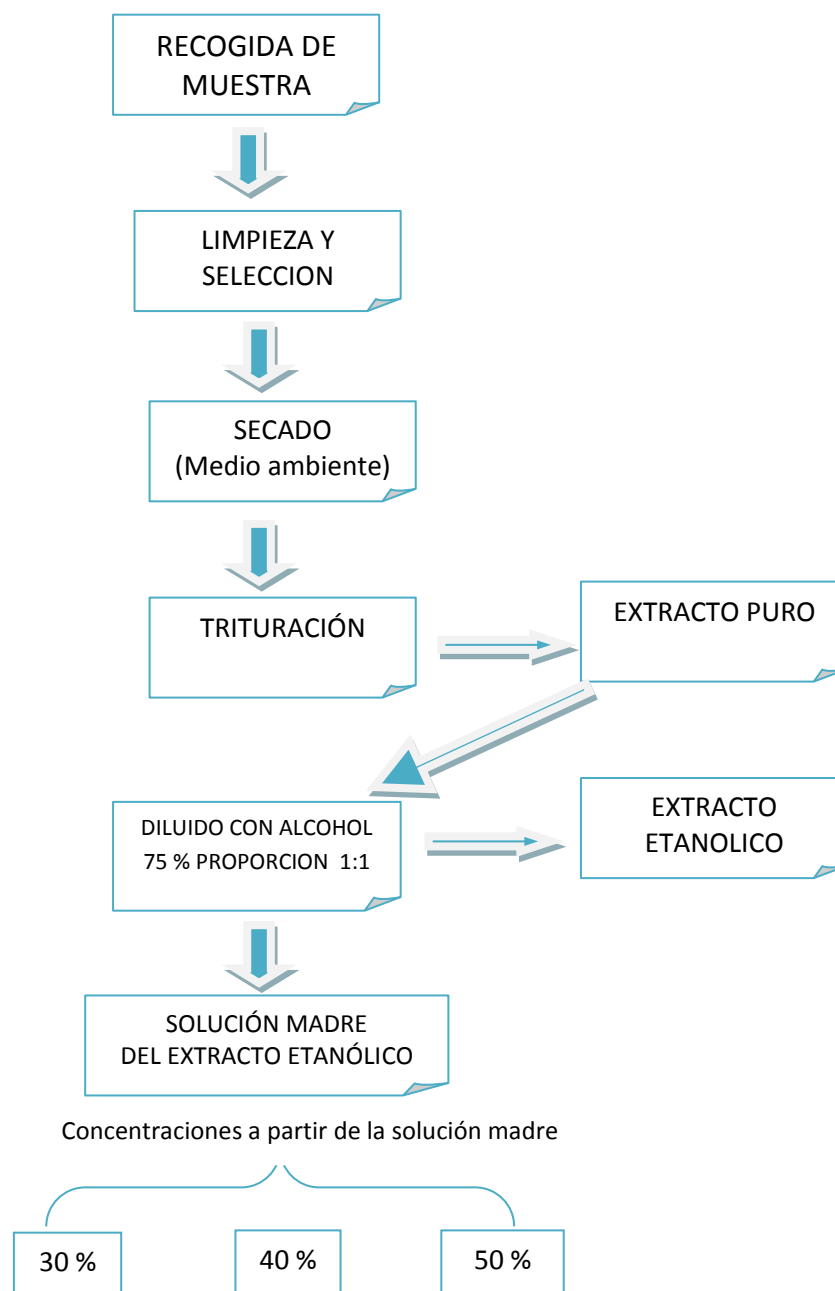 RECOGIDA DE
MUESTRA
LIMPIEZA Y
SELECCION
SECADO
(Medio ambiente)
TRITURACIÓN
EXTRACTO PURO
DILUIDO CON ALCOHOL
75 % PROPORCION 1:1
EXTRACTO
ETANOLICO
SOLUCIÓN MADRE
DEL EXTRACTO ETANÓLICO
Concentraciones a partir de la solución madre
30 %
40 %
50 %